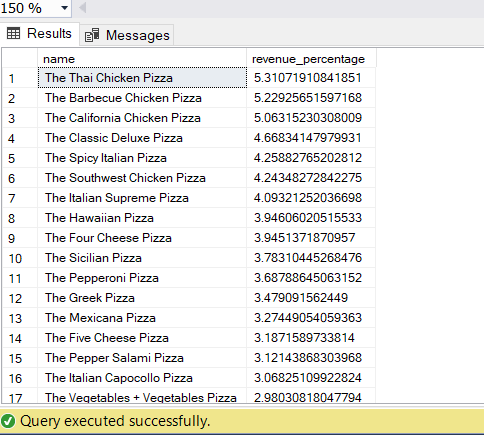 150 %
Results Messages
name revenue_percentage
1 The Thai Chicken Pizza 5.31071910841851
2 The Barbecue Chicken Pizza 5.22925651597168
3 The California Chicken Pizza 5.06315230308009
4 The Classic Deluxe Pizza 4.66834147979931
5 The Spicy Italian Pizza 4.25882765202812
6 The Southwest Chicken Pizza 4.24348272842275
7 The Italian Supreme Pizza 4.09321252036698
8 The Hawaiian Pizza 3.94606020515533
9 The Four Cheese Pizza 3.9451371870957
10 The Sicilian Pizza 3.78310445268476
11 The Pepperoni Pizza 3.68788645063152
12 The Greek Pizza 3.479091562449
13 The Mexicana Pizza 3.27449054059363
14 The Five Cheese Pizza 3.1871589733814
15 The Pepper Salami Pizza 3.12143868303968
16 The Italian Capocollo Pizza 3.06825109922824
17 The Vegetables + Vegetables Pizza 2.98030818047794
Query executed successfully.